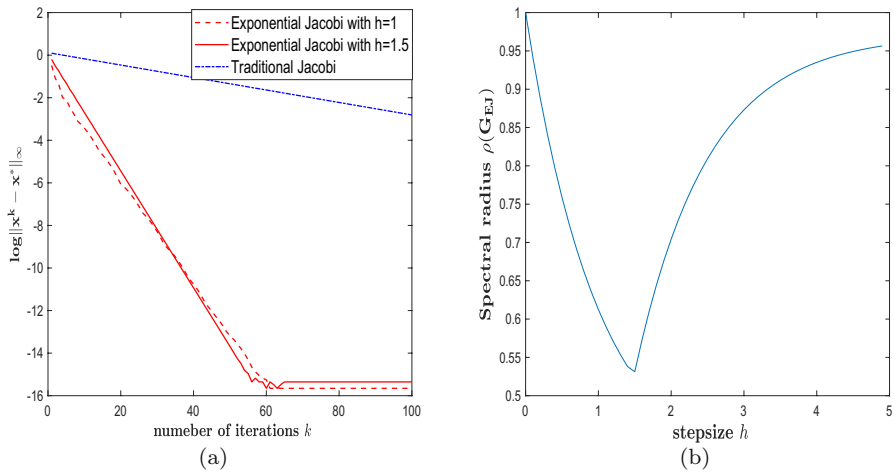 2
0
-2
-4
-6
-8
-10
-12
-14
-16
log||x^k − x^*||_∞
Exponential Jacobi with h=1
Exponential Jacobi with h=1.5
Traditional Jacobi
0 20 40 60 80 100
numeber of iterations k
(a)
1
0.95
0.9
0.85
0.8
0.75
0.7
0.65
0.6
0.55
0.5
Spectral radius ρ(G_EJ)
0 1 2 3 4 5
stepsize h
(b)